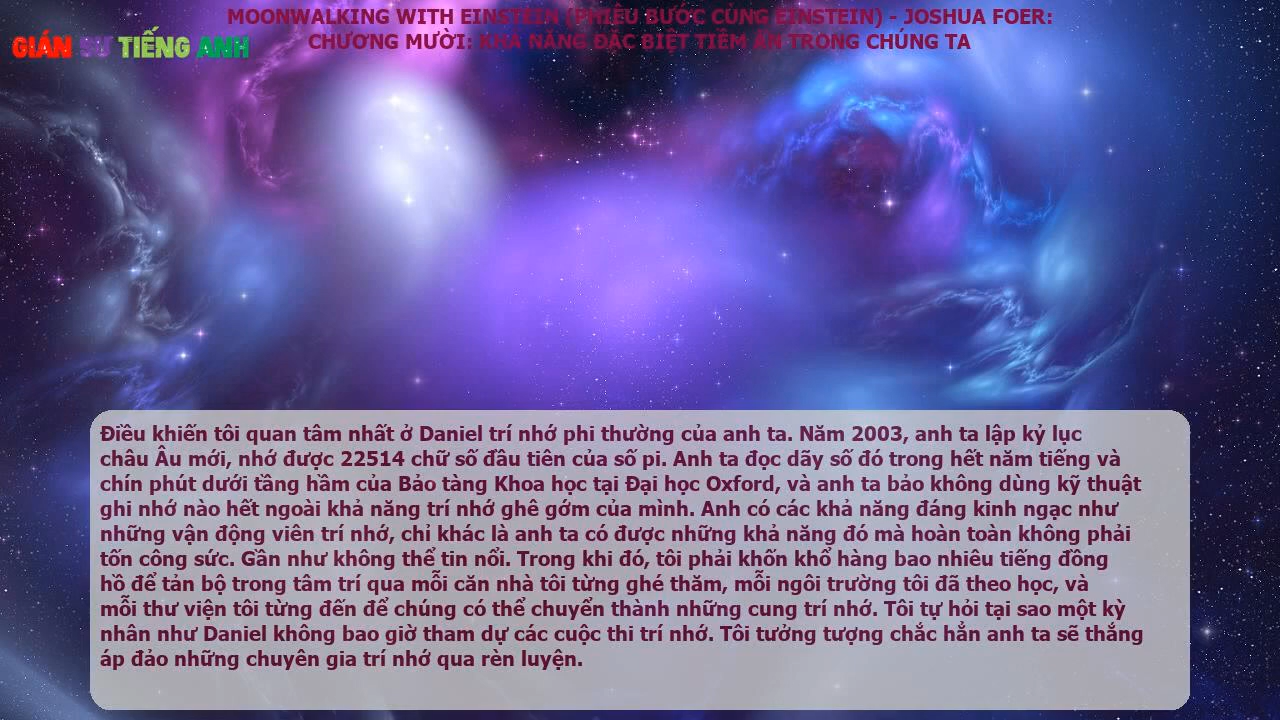 MOONWALKING WITH EINSTEIN (PHIÊU BƯỚC CÙNG EINSTEIN) - JOSHUA FOER:
CHƯƠNG MƯỜI: KHẢ NĂNG ĐẶC BIỆT TIỀM ẨN TRONG CHÚNG TA
GIÁN SƯ TIẾNG ANH
Điều khiến tôi quan tâm nhất ở Daniel trí nhớ phi thường của anh ta. Năm 2003, anh ta lập kỷ lục
châu Âu mới, nhớ được 22514 chữ số đầu tiên của số pi. Anh ta đọc dãy số đó trong hết năm tiếng và
chín phút dưới tầng hầm của Bảo tàng Khoa học tại Đại học Oxford, và anh ta bảo không dùng kỹ thuật
ghi nhớ nào hết ngoài khả năng trí nhớ ghê gớm của mình. Anh có các khả năng đáng kinh ngạc như
những vận động viên trí nhớ, chỉ khác là anh ta có được những khả năng đó mà hoàn toàn không phải
tốn công sức. Gần như không thể tin nổi. Trong khi đó, tôi phải khốn khổ hàng bao nhiêu tiếng đồng
hồ để tản bộ trong tâm trí qua mỗi căn nhà tôi từng ghé thăm, mỗi ngôi trường tôi đã theo học, và
mỗi thư viện tôi từng đến để chúng có thể chuyển thành những cung trí nhớ. Tôi tự hỏi tại sao một kỳ
nhân như Daniel không bao giờ tham dự các cuộc thi trí nhớ. Tôi tưởng tượng chắc hẳn anh ta sẽ thắng
áp đảo những chuyên gia trí nhớ qua rèn luyện.